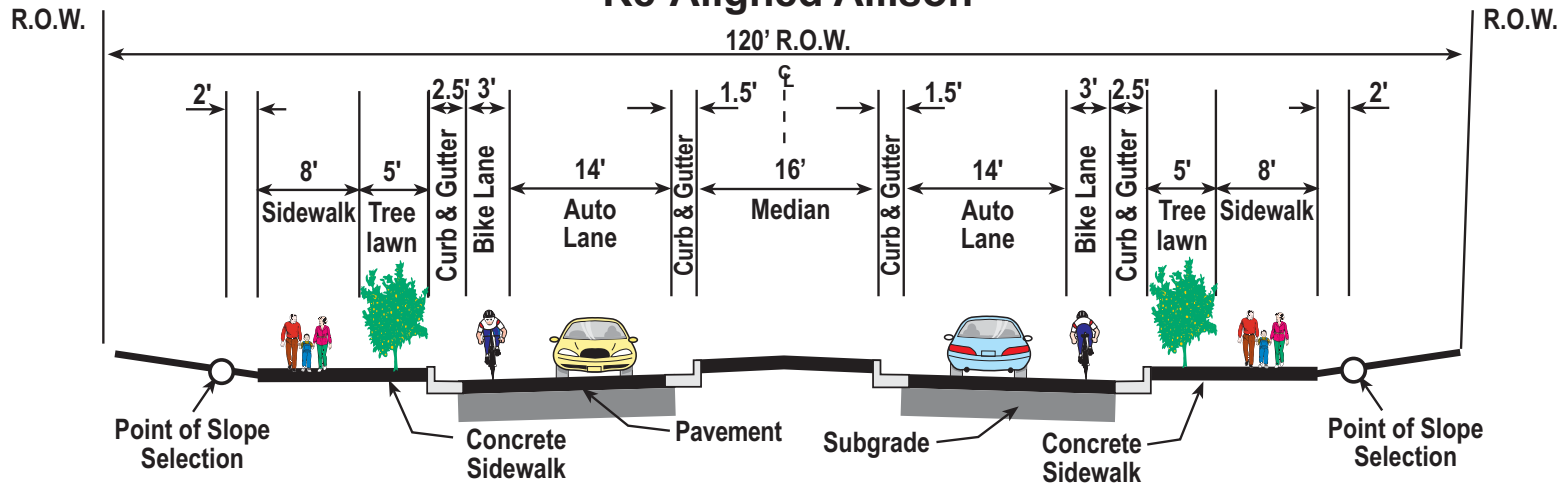 R.O.W.
R.O.W.
120' R.O.W.
℄
2'
2.5'
3'
1.5'
1.5'
3'
2.5'
2'
8'
5'
14'
16’
14'
5'
8'
Sidewalk
Tree
lawn
Curb & Gutter
Bike Lane
Auto
Lane
Curb & Gutter
Median
Curb & Gutter
Auto
Lane
Bike Lane
Curb & Gutter
Tree
lawn
Sidewalk
Point of Slope
Selection
Concrete
Sidewalk
Pavement
Subgrade
Concrete
Sidewalk
Point of Slope
Selection